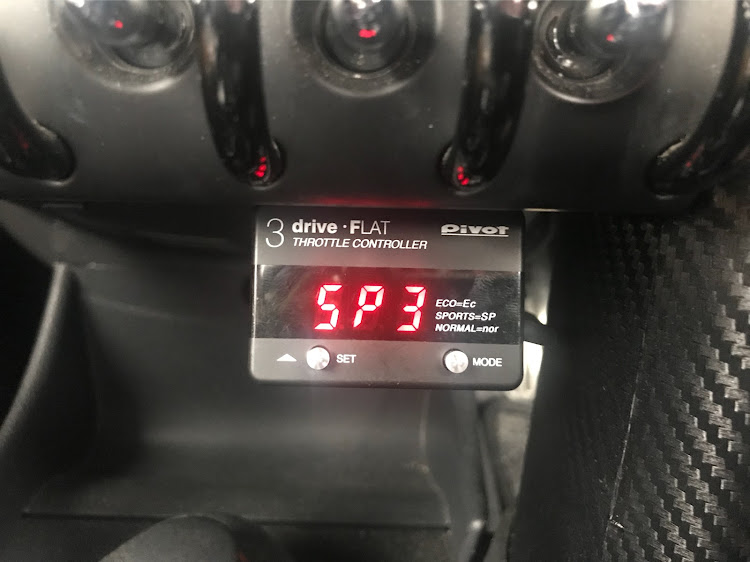 3 drive·FLAT PIVOT
THROTTLE CONTROLLER
SP3
ECO=Ec
SPORTS=SP
NORMAL=nor
SET MODE